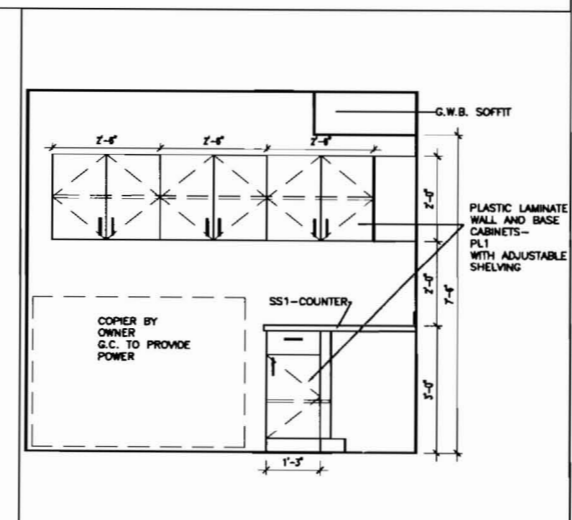 G.W.B. SOFFIT
2'-6"
2'-6"
2'-6"
2'-0"
PLASTIC LAMINATE
WALL AND BASE
CABINETS-
PL1
WITH ADJUSTABLE
SHELVING
2'-0"
7'-6"
SS1-COUNTER
COPIER BY
OWNER
G.C. TO PROVIDE
POWER
3'-0"
1'-3"